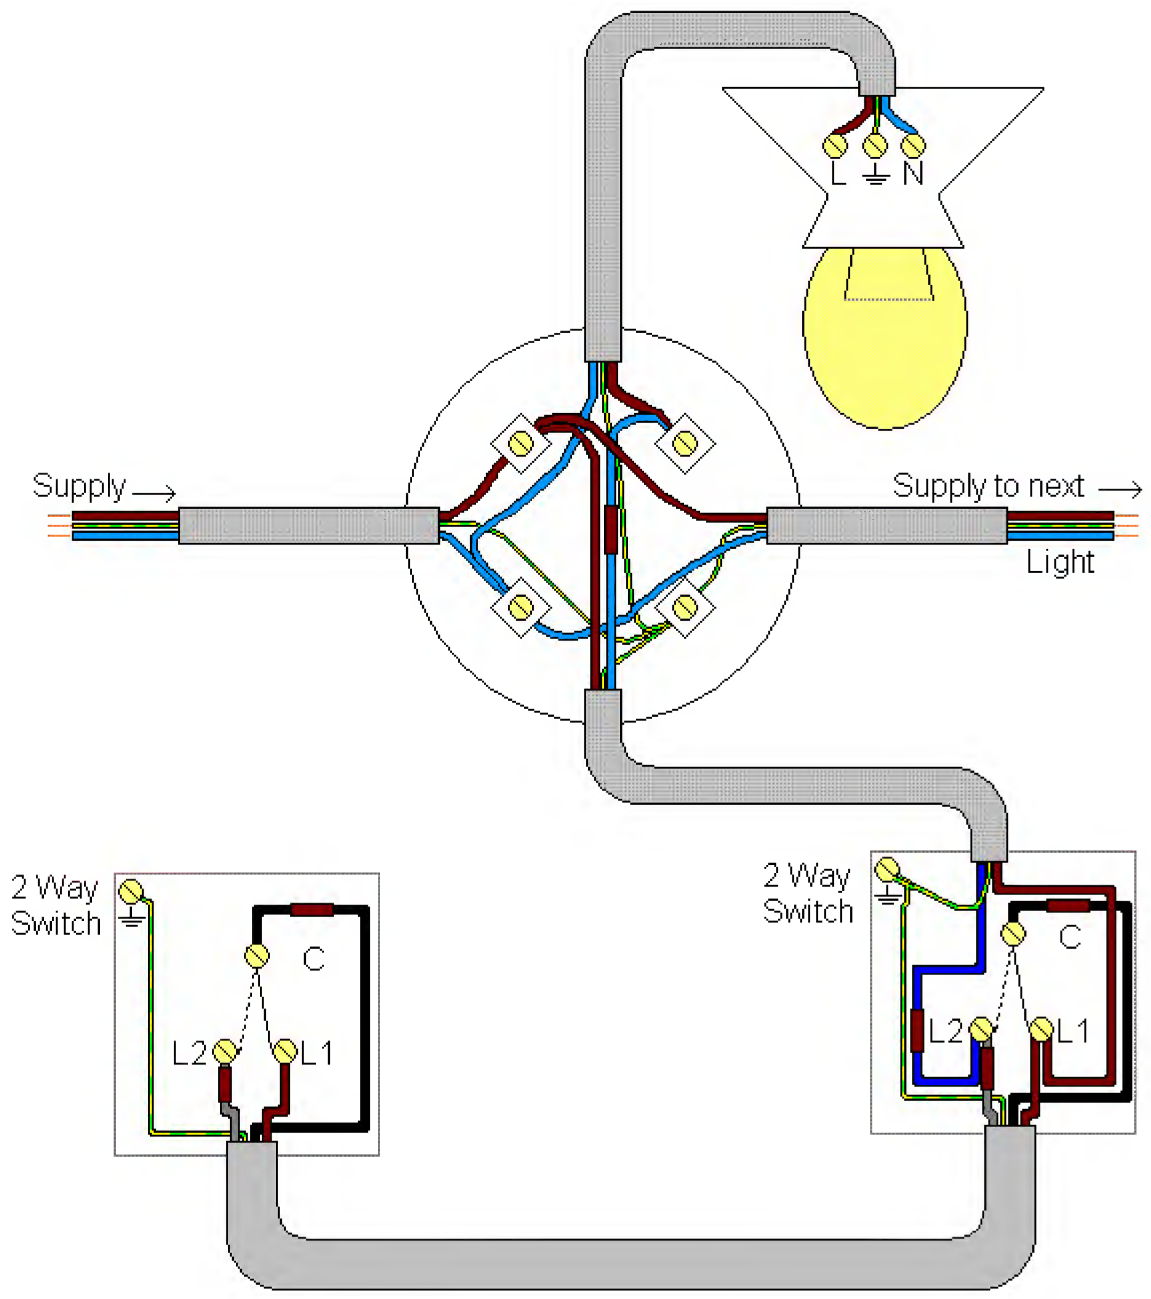 L N
Supply →
Supply to next →
Light
2 Way
Switch
C
L2
L1
2 Way
Switch
C
L2
L1